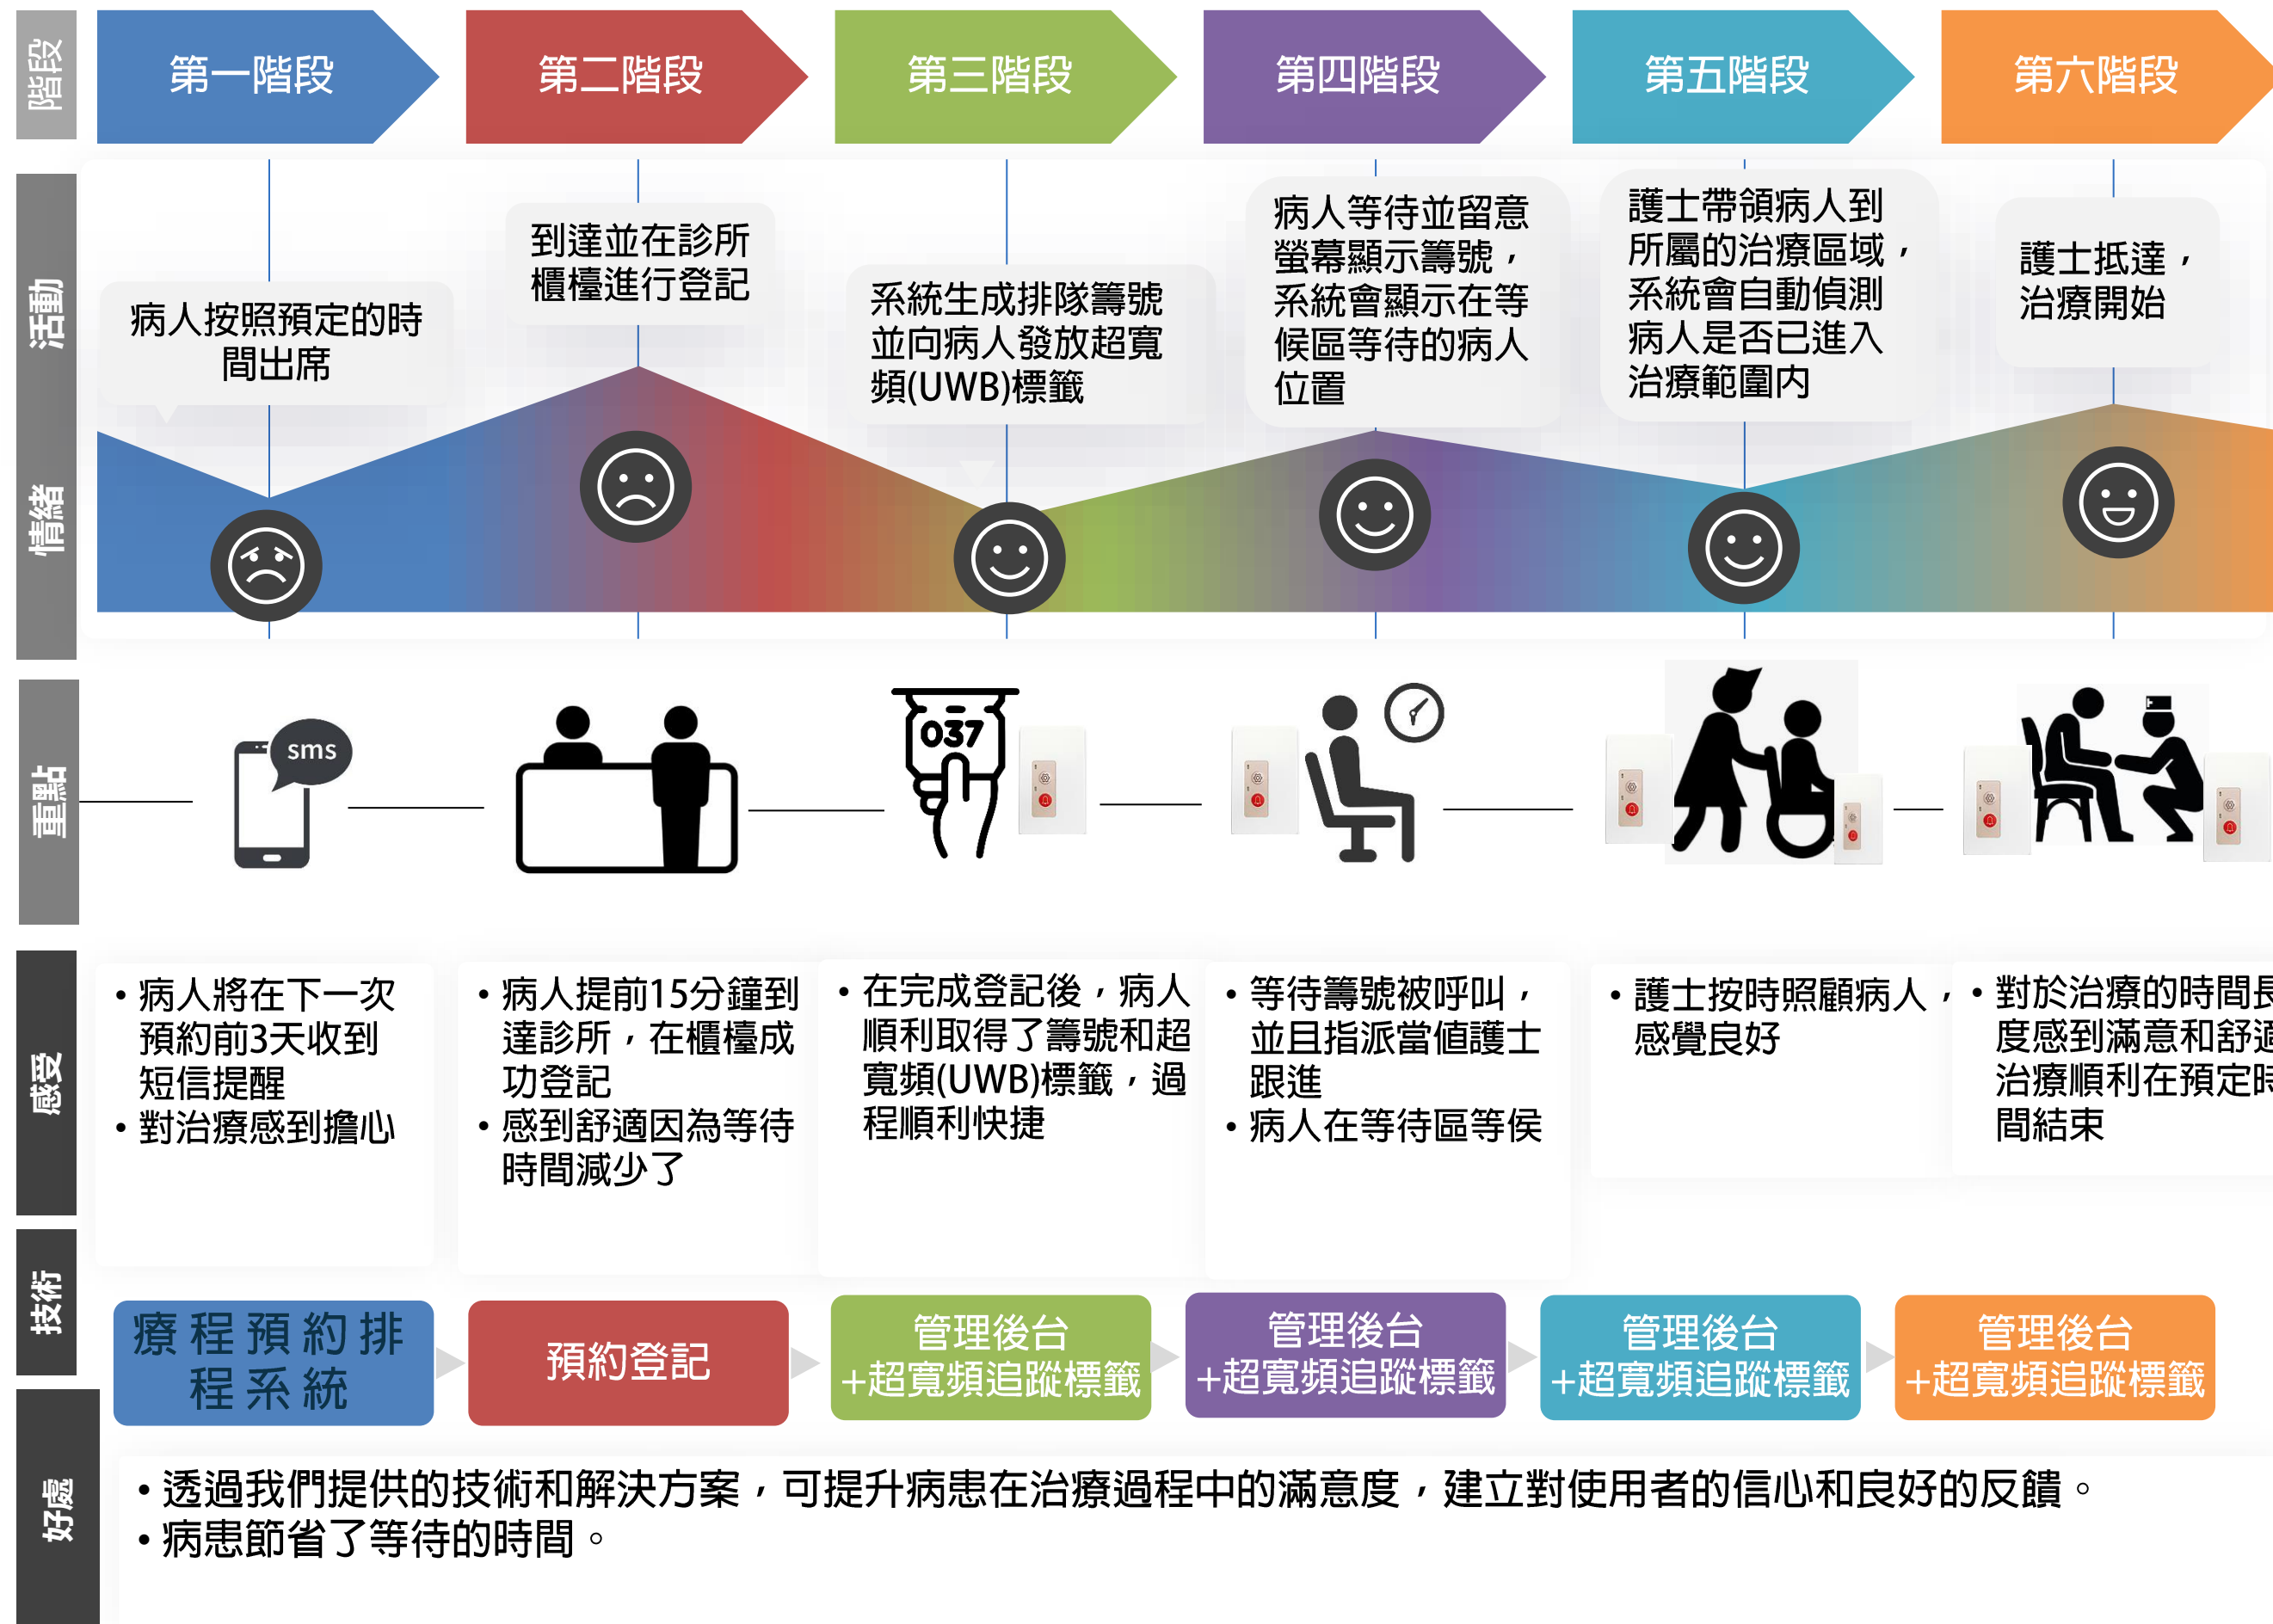 階段
第一階段
第二階段
第三階段
第四階段
第五階段
第六階段
活動
病人按照預定的時
間出席
到達並在診所
櫃檯進行登記
系統生成排隊籌號
並向病人發放超寬
頻(UWB)標籤
病人等待並留意
螢幕顯示籌號，
系統會顯示在等
候區等待的病人
位置
護士帶領病人到
所屬的治療區域，
系統會自動偵測
病人是否已進入
治療範圍内
護士抵達，
治療開始
情緒
重點
sms
037
感受
• 病人將在下一次
預約前3天收到
短信提醒
• 對治療感到擔心
• 病人提前15分鐘到
達診所，在櫃檯成
功登記
• 感到舒適因為等待
時間減少了
• 在完成登記後，病人
順利取得了籌號和超
寬頻(UWB)標籤，過
程順利快捷
• 等待籌號被呼叫，
並且指派當值護士
跟進
• 病人在等待區等侯
• 護士按時照顧病人，
感覺良好
• 對於治療的時間長
度感到滿意和舒適
治療順利在預定時
間結束
技術
療程預約排
程系統
預約登記
管理後台
+超寬頻追蹤標籤
管理後台
+超寬頻追蹤標籤
管理後台
+超寬頻追蹤標籤
管理後台
+超寬頻追蹤標籤
好處
• 透過我們提供的技術和解決方案，可提升病患在治療過程中的滿意度，建立對使用者的信心和良好的反饋。
• 病患節省了等待的時間。